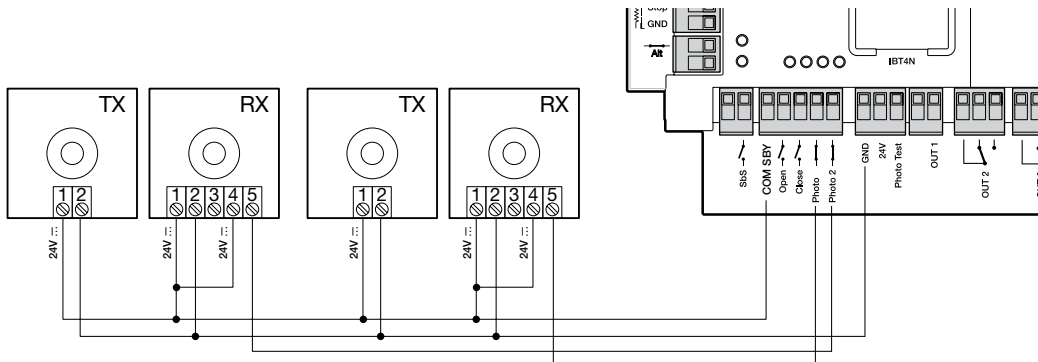 Stop
GND
Alt
IBT4N
TX
RX
TX
RX
1 2
1 2 3 4 5
1 2
1 2 3 4 5
24V
24V
24V
24V
24V
24V
SbS
COM SBY
Open
Close
Photo
Photo 2
GND
24V
Photo Test
OUT 1
OUT 2